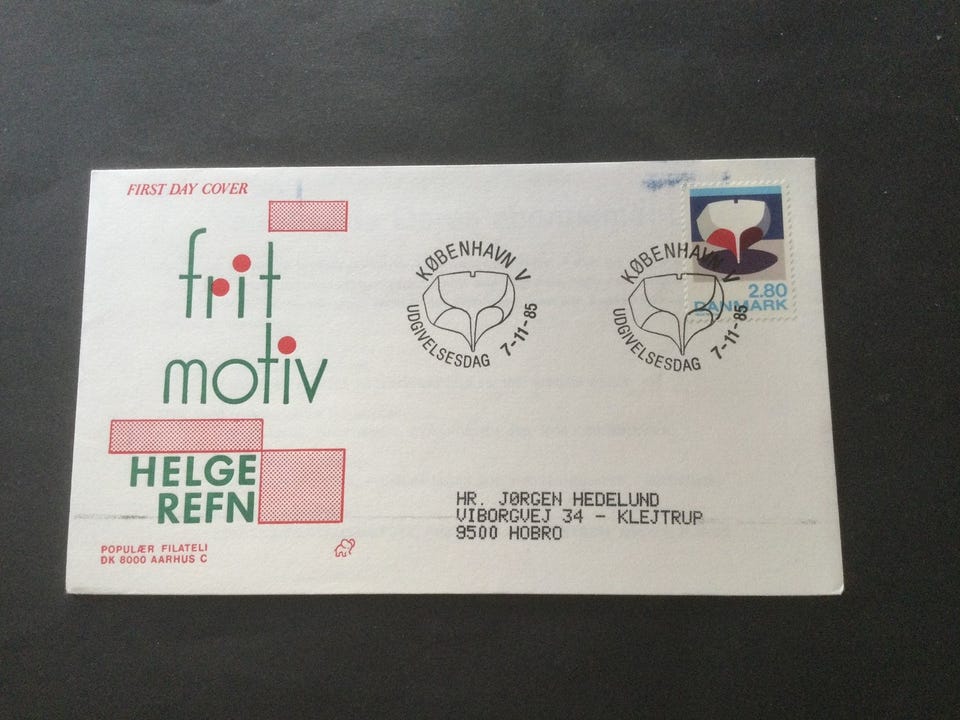 FIRST DAY COVER
frit
motiv
HELGE
REFN
POPULÆR FILATELI
DK 8000 AARHUS C
KØBENHAVN V
UDGIVELSESDAG 7-11-85
KØBENHAVN V
UDGIVELSESDAG 7-11-85
2.80
DANMARK
HR. JØRGEN HEDELUND
VIBORGVEJ 34 - KLEJTRUP
9500 HOBRO